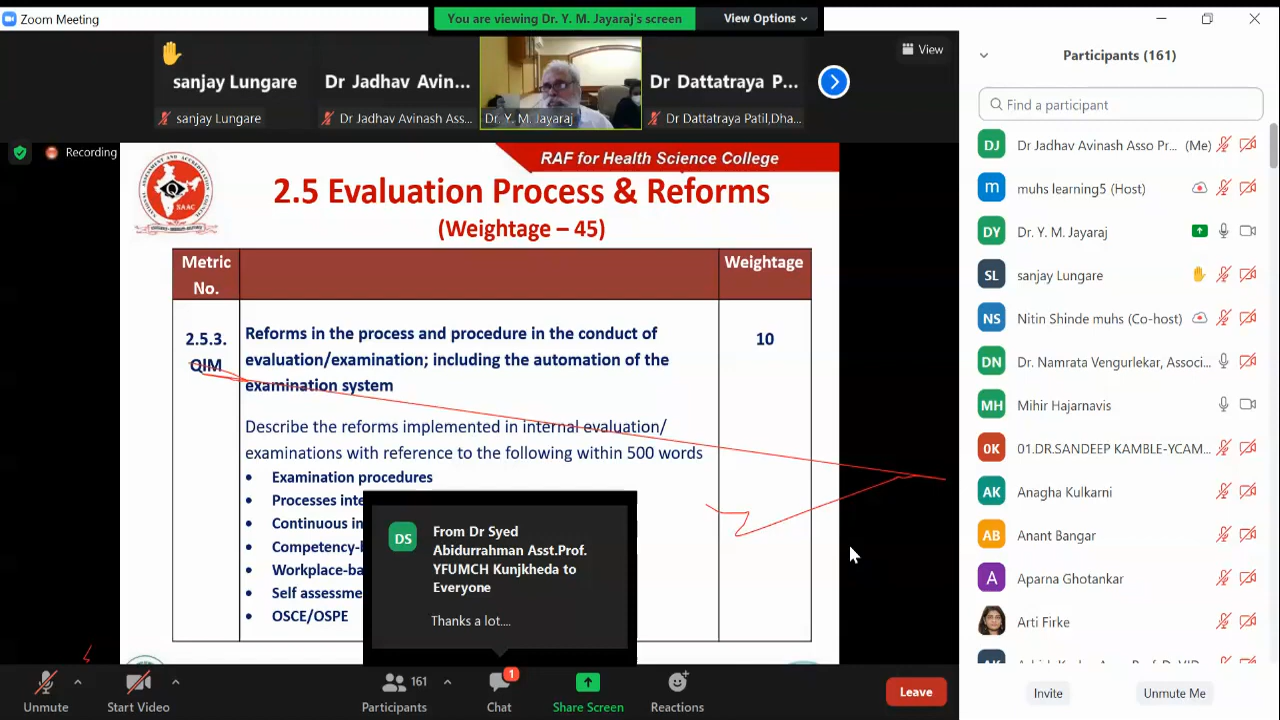 Zoom Meeting
You are viewing Dr. Y. M. Jayaraj's screen
View Options
View
sanjay Lungare
sanjay Lungare
Dr Jadhav Avin...
Dr Jadhav Avinash Ass...
Dr. Y. M. Jayaraj
Dr Dattatraya P...
Dr Dattatraya Patil,Dha...
Recording
RAF for Health Science College
2.5 Evaluation Process & Reforms
(Weightage – 45)
Metric
No.
Weightage
2.5.3.
QlM
Reforms in the process and procedure in the conduct of
evaluation/examination; including the automation of the
examination system
10
Describe the reforms implemented in internal evaluation/
examinations with reference to the following within 500 words
• Examination procedures
• Processes inte
• Continuous in
• Competency-
• Workplace-ba
• Self assessme
• OSCE/OSPE
DS
From Dr Syed
Abidurrahman Asst.Prof.
YFUMCH Kunjkheda to
Everyone
Thanks a lot....
Participants (161)
Find a participant
DJ Dr Jadhav Avinash Asso Pr... (Me)
m muhs learning5 (Host)
DY Dr. Y. M. Jayaraj
SL sanjay Lungare
NS Nitin Shinde muhs (Co-host)
DN Dr. Namrata Vengurlekar, Associ...
MH Mihir Hajarnavis
0K 01.DR.SANDEEP KAMBLE-YCAM...
AK Anagha Kulkarni
AB Anant Bangar
A Aparna Ghotankar
Arti Firke
Invite
Unmute Me
Unmute
Start Video
161
Participants
1
Chat
Share Screen
Reactions
Leave